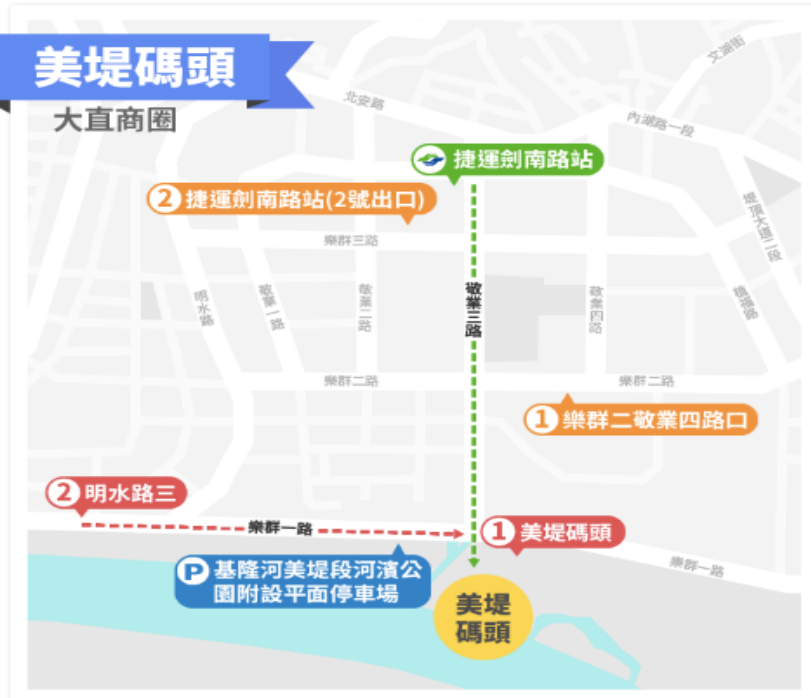 美堤碼頭
大直商圈
文湖街
北安路
內湖路一段
捷運劍南路站
2 捷運劍南路站(2號出口)
堤頂大道二段
樂群三路
明水路
敬業一路
敬業二路
敬業三路
敬業四路
植福路
樂群二路
樂群二路
1 樂群二敬業四路口
2 明水路三
樂群一路
1 美堤碼頭
P 基隆河美堤段河濱公
園附設平面停車場
樂群一路
美堤
碼頭